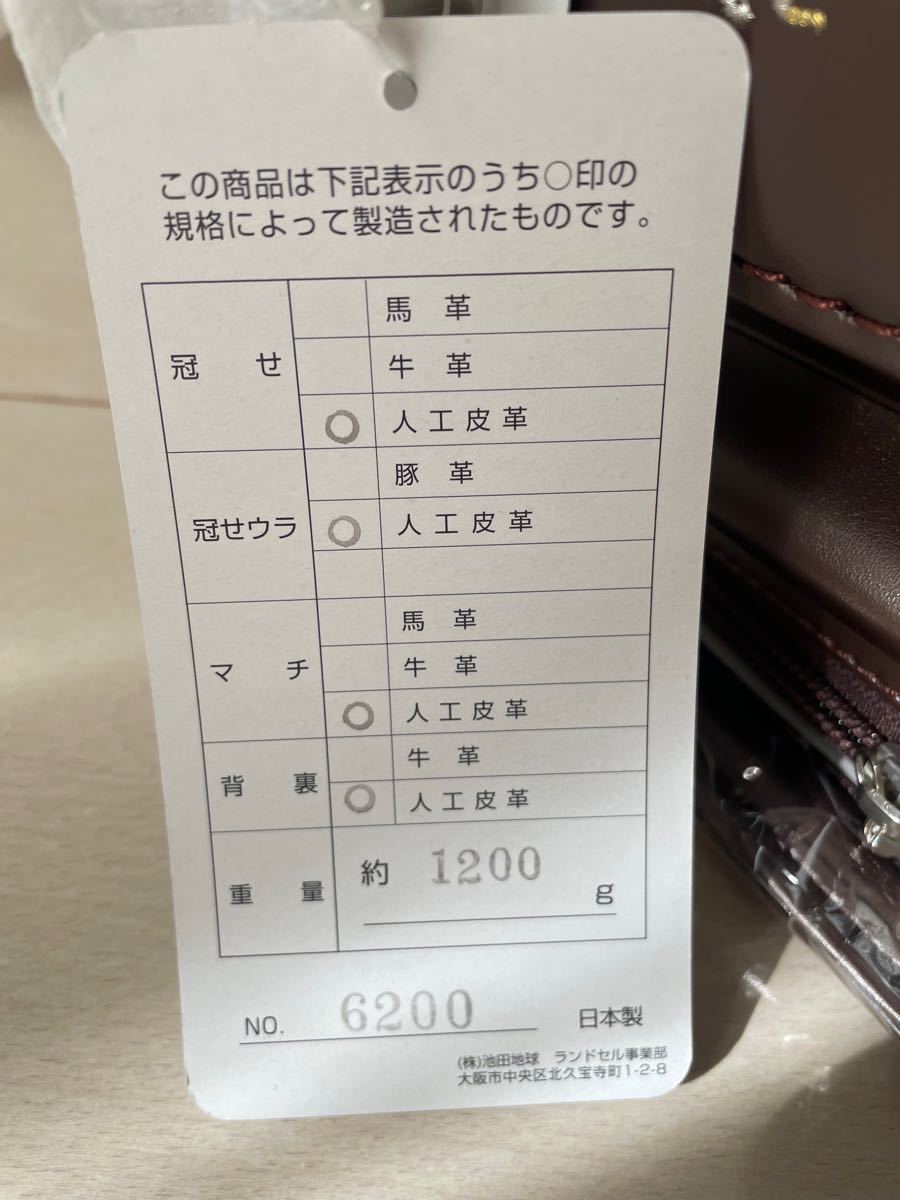 この商品は下記表示のうち○印の
規格によって製造されたものです。
冠せ
馬革
牛革
○ 人工皮革
冠せウラ
豚革
○ 人工皮革
マチ
馬革
牛革
○ 人工皮革
背裏
牛革
○ 人工皮革
重量 約 1200 g
NO. 6200 日本製
(株)池田地球 ランドセル事業部
大阪市中央区北久宝寺町1-2-8